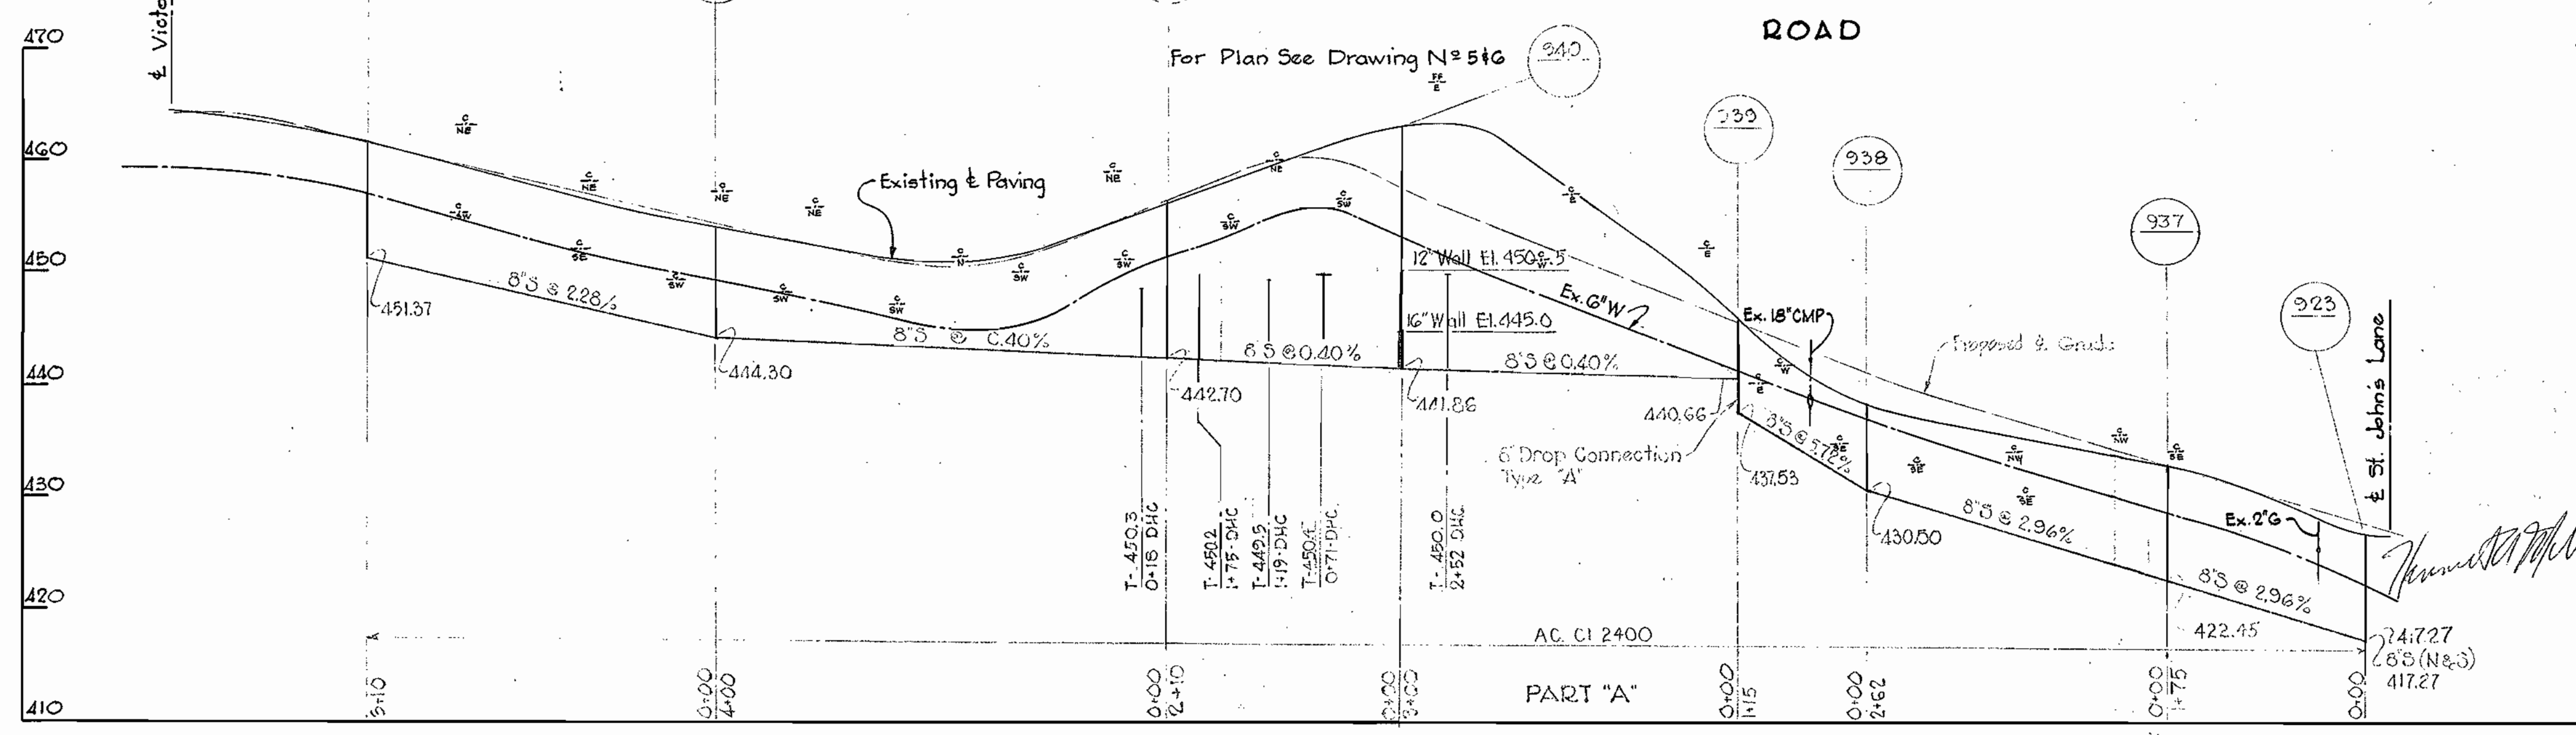 ROAD
470
460
450
440
430
420
410
℄ Victo
For Plan See Drawing Nº 5&6
340
939
938
937
923
Existing ℄ Paving
12" Wall El. 450
16" Wall El. 445.0
Ex. 6" W
Ex. 18" CMP
Proposed ℄ Grade
℄ St. John's Lane
8"S @ 2.28%
8"S @ 0.40%
8"S @ 0.40%
8"S @ 0.40%
8"S @ 5.72%
8"S @ 2.96%
8"S @ 2.96%
451.37
444.30
442.70
441.86
440.66
437.53
430.50
422.45
417.27
8"S (N&S)
417.27
8" Drop Connection
Type "A"
Ex. 2" G
T- 450.3
0+18 DHC
T- 450.2
1+75-DHC
T- 449.5
1+19-DHC
T- 450.1
0+71-DHC
T- 450.0
2+52 DHC
AC. CI 2400
PART "A"
3+10
0+00
4+00
0+00
2+10
0+00
3+00
0+00
1+15
0+00
2+62
0+00
1+75
0+00